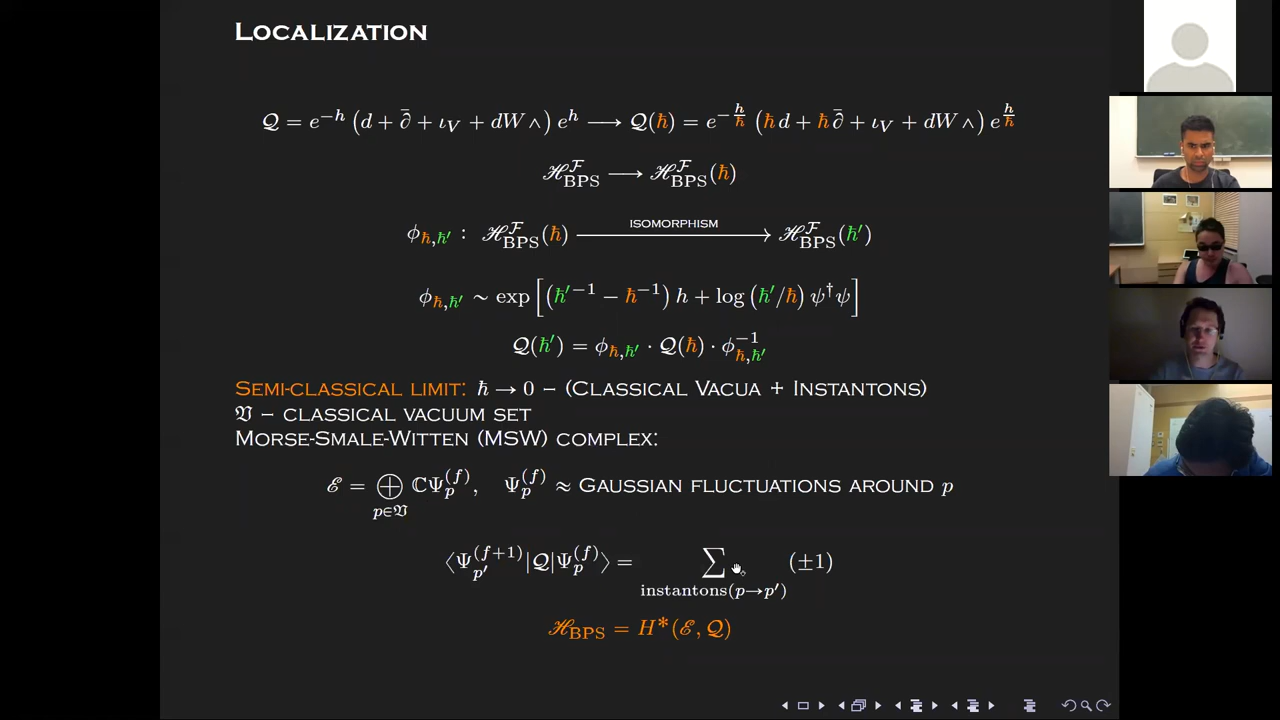 Localization
𝒬 = e^{-h} (d + ∂̄ + ι_V + dW ∧) e^h ⟶ 𝒬(ħ) = e^{-h/ħ} (ħ d + ħ ∂̄ + ι_V + dW ∧) e^{h/ħ}
ℋ^ℱ_BPS ⟶ ℋ^ℱ_BPS(ħ)
φ_{ħ,ħ′} : ℋ^ℱ_BPS(ħ) —isomorphism→ ℋ^ℱ_BPS(ħ′)
φ_{ħ,ħ′} ∼ exp [(ħ′^{-1} − ħ^{-1}) h + log (ħ′/ħ) ψ†ψ]
𝒬(ħ′) = φ_{ħ,ħ′} · 𝒬(ħ) · φ^{-1}_{ħ,ħ′}
Semi-classical limit: ħ → 0 – (Classical Vacua + Instantons)
𝔙 – classical vacuum set
Morse-Smale-Witten (MSW) complex:
ℰ = ⊕_{p∈𝔙} ℂΨ_p^{(f)}, Ψ_p^{(f)} ≈ Gaussian fluctuations around p
⟨Ψ_{p′}^{(f+1)}|𝒬|Ψ_p^{(f)}⟩ = ∑_{instantons(p→p′)} (±1)
ℋ_BPS = H*(ℰ, 𝒬)